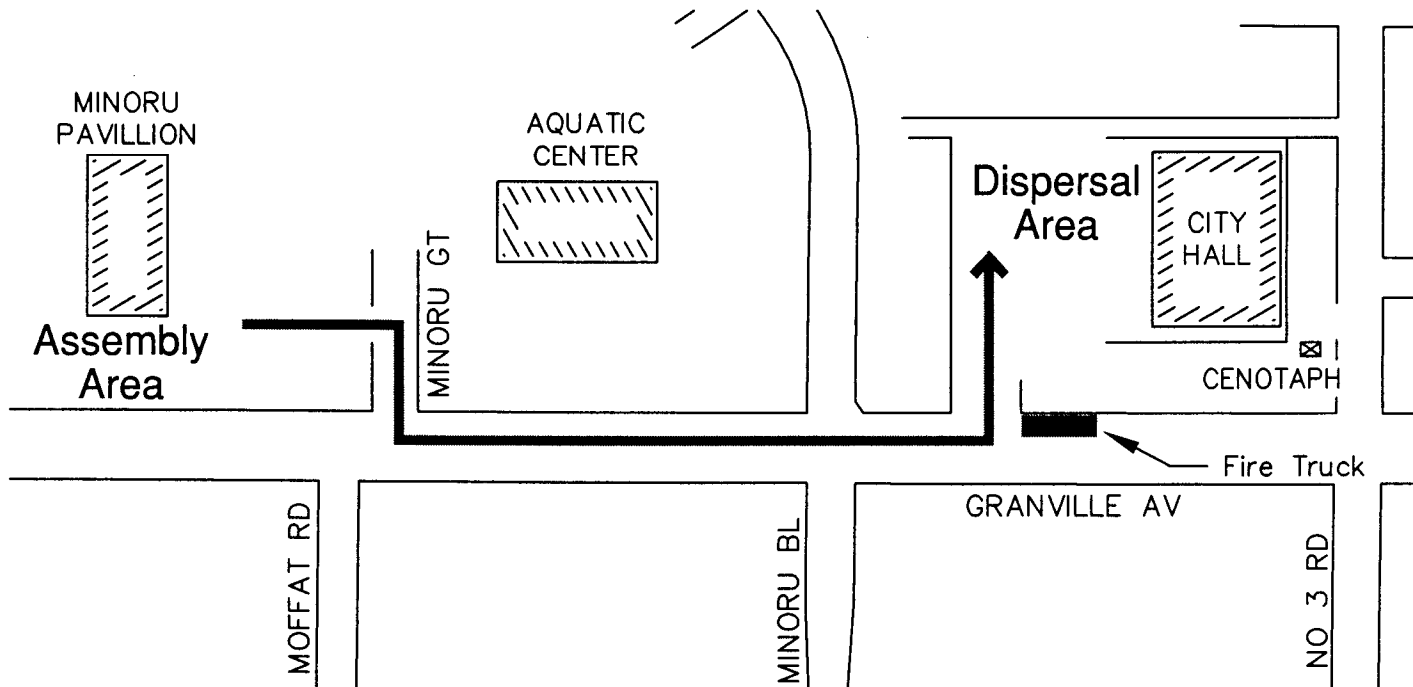 MINORU
PAVILLION
AQUATIC
CENTER
Dispersal
Area
CITY
HALL
MINORU GT
Assembly
Area
CENOTAPH
Fire Truck
GRANVILLE AV
MOFFAT RD
MINORU BL
NO 3 RD